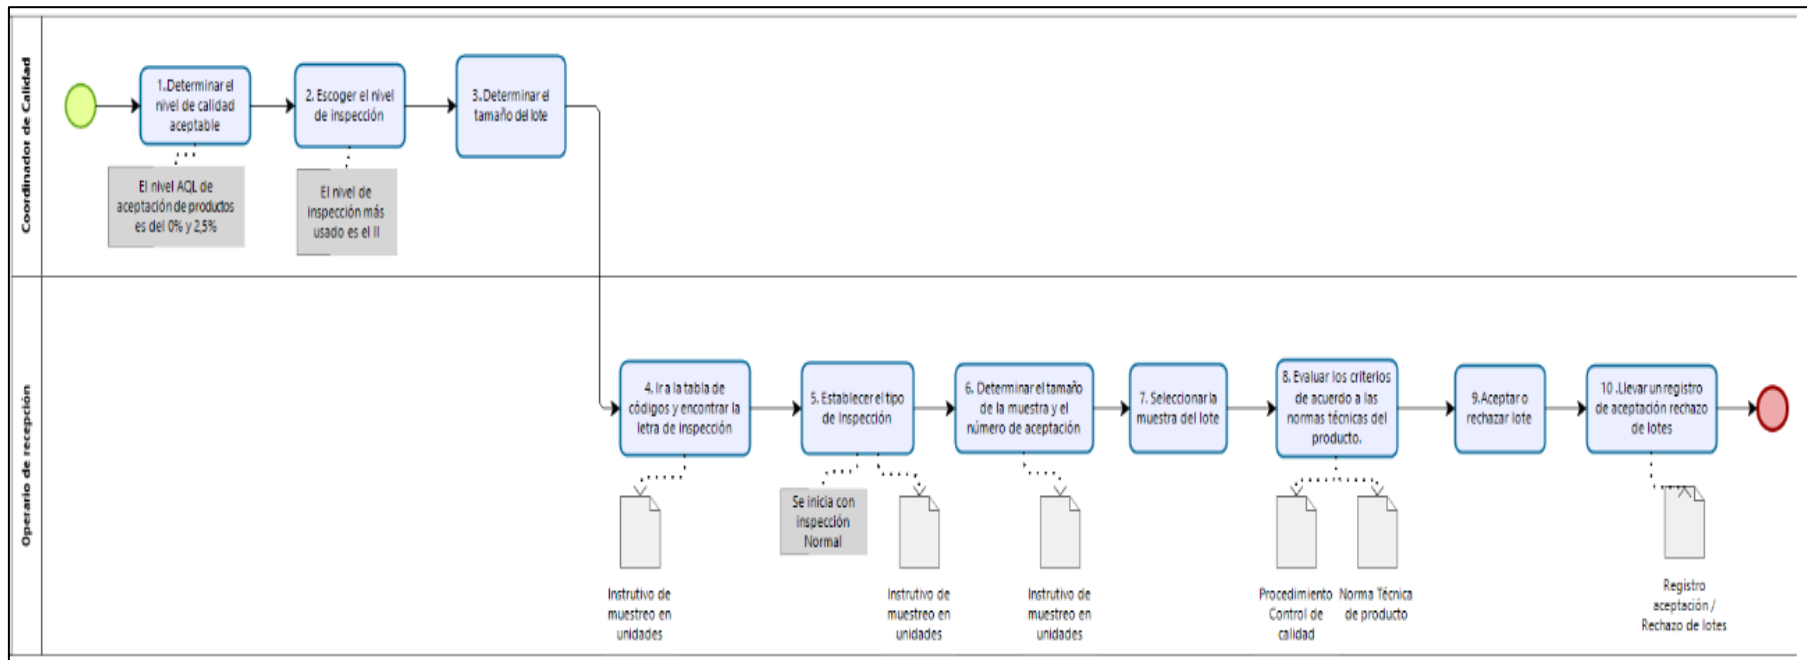 Coordinador de Calidad
1..Determinar el
nivel de calidad
aceptable
2. Escoger el nivel
de inspección
3..Determinar el
tamaño del lote
El nivel AQL de
aceptación de productos
es del 0% y 2,5%
El nivel de
inspección más
usado es el II
Operario de recepción
4. Ir a la tabla de
códigos y encontrar la
letra de inspección
5. Establecer el tipo
de Inspección
6. Determinar el tamaño
de la muestra y el
número de aceptación
7. Seleccionar la
muestra del lote
8. Evaluar los criterios
de acuerdo a las
normas técnicas del
producto.
9.Aceptar o
rechazar lote
10 .Llevar un registro
de aceptación rechazo
de lotes
Se inicia con
inspección
Normal
Instrutivo de
muestreo en
unidades
Instrutivo de
muestreo en
unidades
Instrutivo de
muestreo en
unidades
Procedimiento
Control de
calidad
Norma Técnica
de producto
Registro
aceptación /
Rechazo de lotes